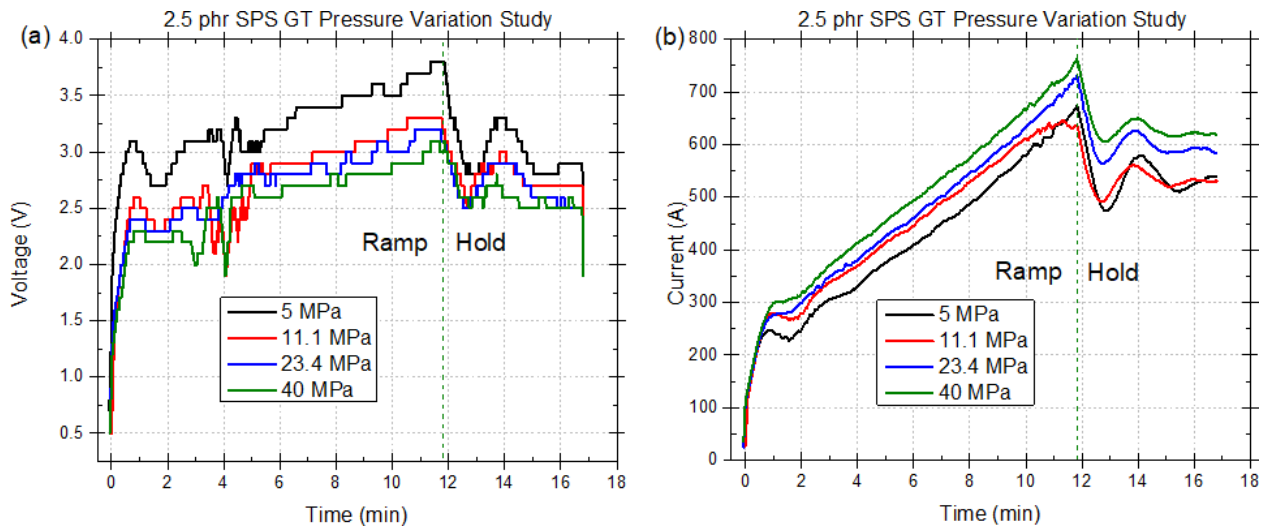 2.5 phr SPS GT Pressure Variation Study
(a)
4.0
3.5
3.0
2.5
2.0
1.5
1.0
0.5
Voltage (V)
Ramp
Hold
5 MPa
11.1 MPa
23.4 MPa
40 MPa
0 2 4 6 8 10 12 14 16 18
Time (min)
2.5 phr SPS GT Pressure Variation Study
(b)
800
700
600
500
400
300
200
100
0
Current (A)
Ramp
Hold
5 MPa
11.1 MPa
23.4 MPa
40 MPa
0 2 4 6 8 10 12 14 16 18
Time (min)